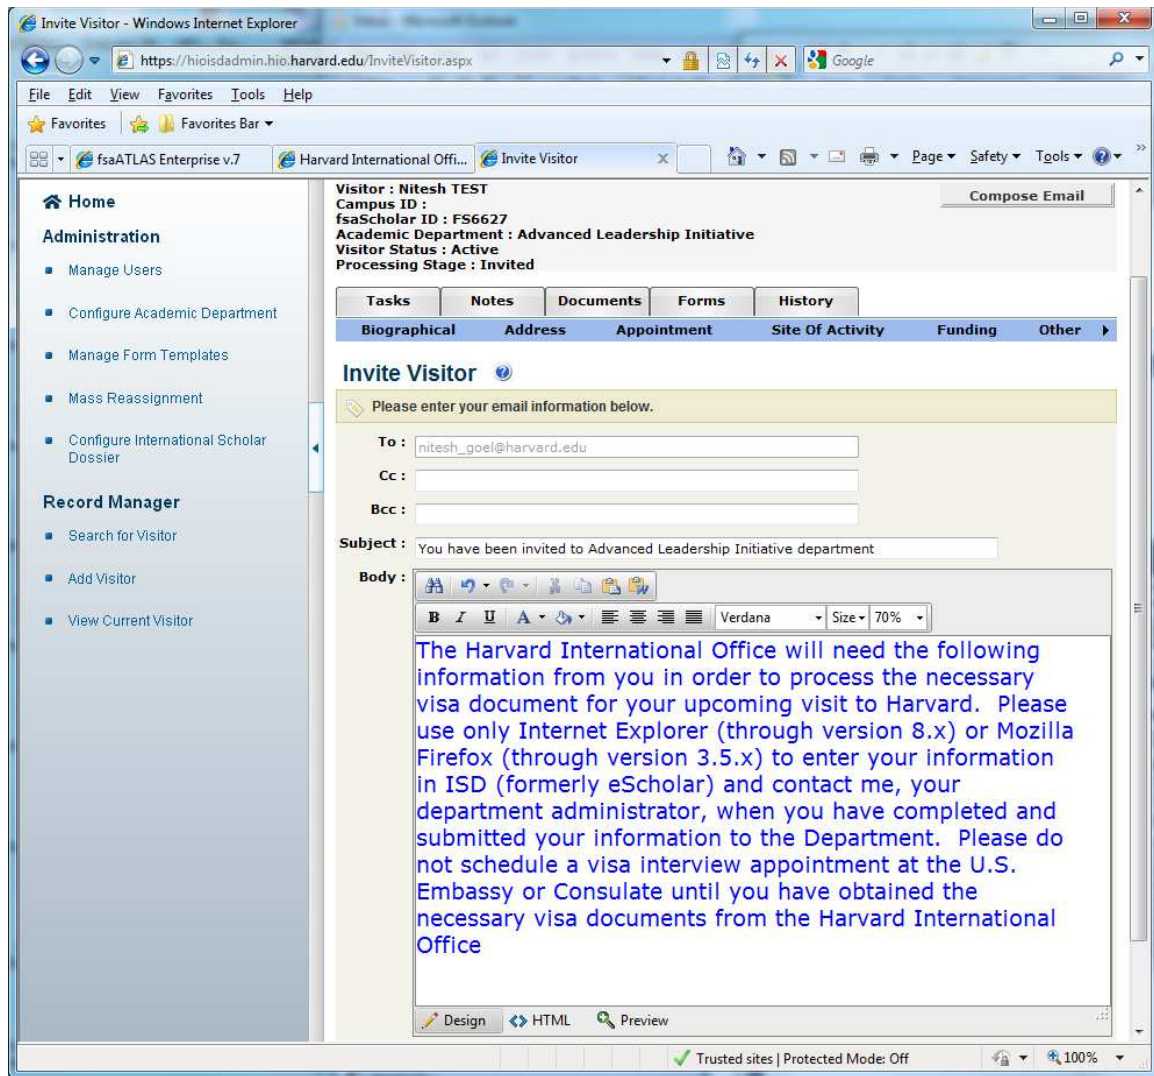 Invite Visitor - Windows Internet Explorer
https://hioisdadmin.hio.harvard.edu/InviteVisitor.aspx
Google
File Edit View Favorites Tools Help
Favorites Favorites Bar
fsaATLAS Enterprise v.7 Harvard International Offi... Invite Visitor X Page Safety Tools
Home
Administration
Manage Users
Configure Academic Department
Manage Form Templates
Mass Reassignment
Configure International Scholar
Dossier
Record Manager
Search for Visitor
Add Visitor
View Current Visitor
Visitor : Nitesh TEST
Campus ID :
fsaScholar ID : FS6627
Academic Department : Advanced Leadership Initiative
Visitor Status : Active
Processing Stage : Invited
Compose Email
Tasks Notes Documents Forms History
Biographical Address Appointment Site Of Activity Funding Other
Invite Visitor
Please enter your email information below.
To : nitesh_goel@harvard.edu
Cc :
Bcc :
Subject : You have been invited to Advanced Leadership Initiative department
Body :
B I U A Verdana Size 70%
The Harvard International Office will need the following
information from you in order to process the necessary
visa document for your upcoming visit to Harvard. Please
use only Internet Explorer (through version 8.x) or Mozilla
Firefox (through version 3.5.x) to enter your information
in ISD (formerly eScholar) and contact me, your
department administrator, when you have completed and
submitted your information to the Department. Please do
not schedule a visa interview appointment at the U.S.
Embassy or Consulate until you have obtained the
necessary visa documents from the Harvard International
Office
Design HTML Preview
Trusted sites | Protected Mode: Off 100%